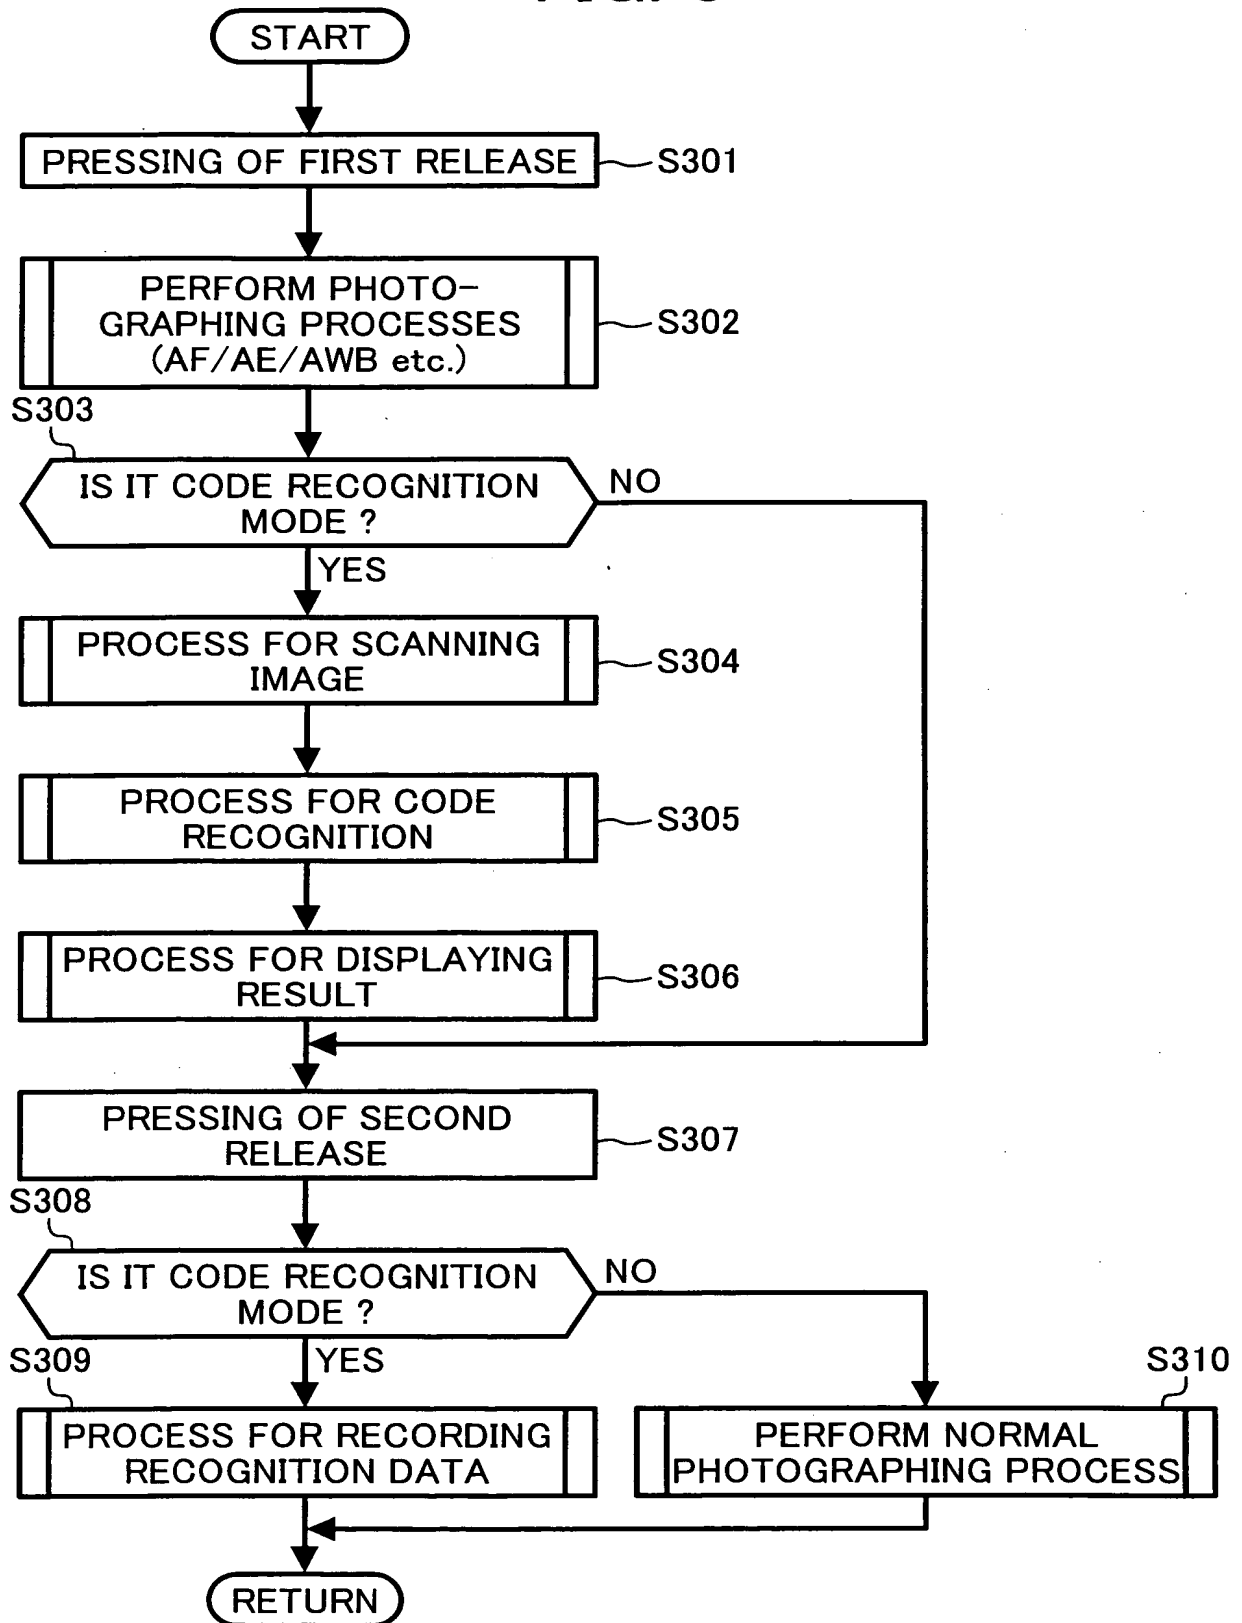 START
PRESSING OF FIRST RELEASE
S301
PERFORM PHOTO-
GRAPHING PROCESSES
(AF/AE/AWB etc.)
S302
S303
IS IT CODE RECOGNITION
MODE ?
NO
YES
PROCESS FOR SCANNING
IMAGE
S304
PROCESS FOR CODE
RECOGNITION
S305
PROCESS FOR DISPLAYING
RESULT
S306
PRESSING OF SECOND
RELEASE
S307
S308
IS IT CODE RECOGNITION
MODE ?
NO
YES
S309
PROCESS FOR RECORDING
RECOGNITION DATA
S310
PERFORM NORMAL
PHOTOGRAPHING PROCESS
RETURN